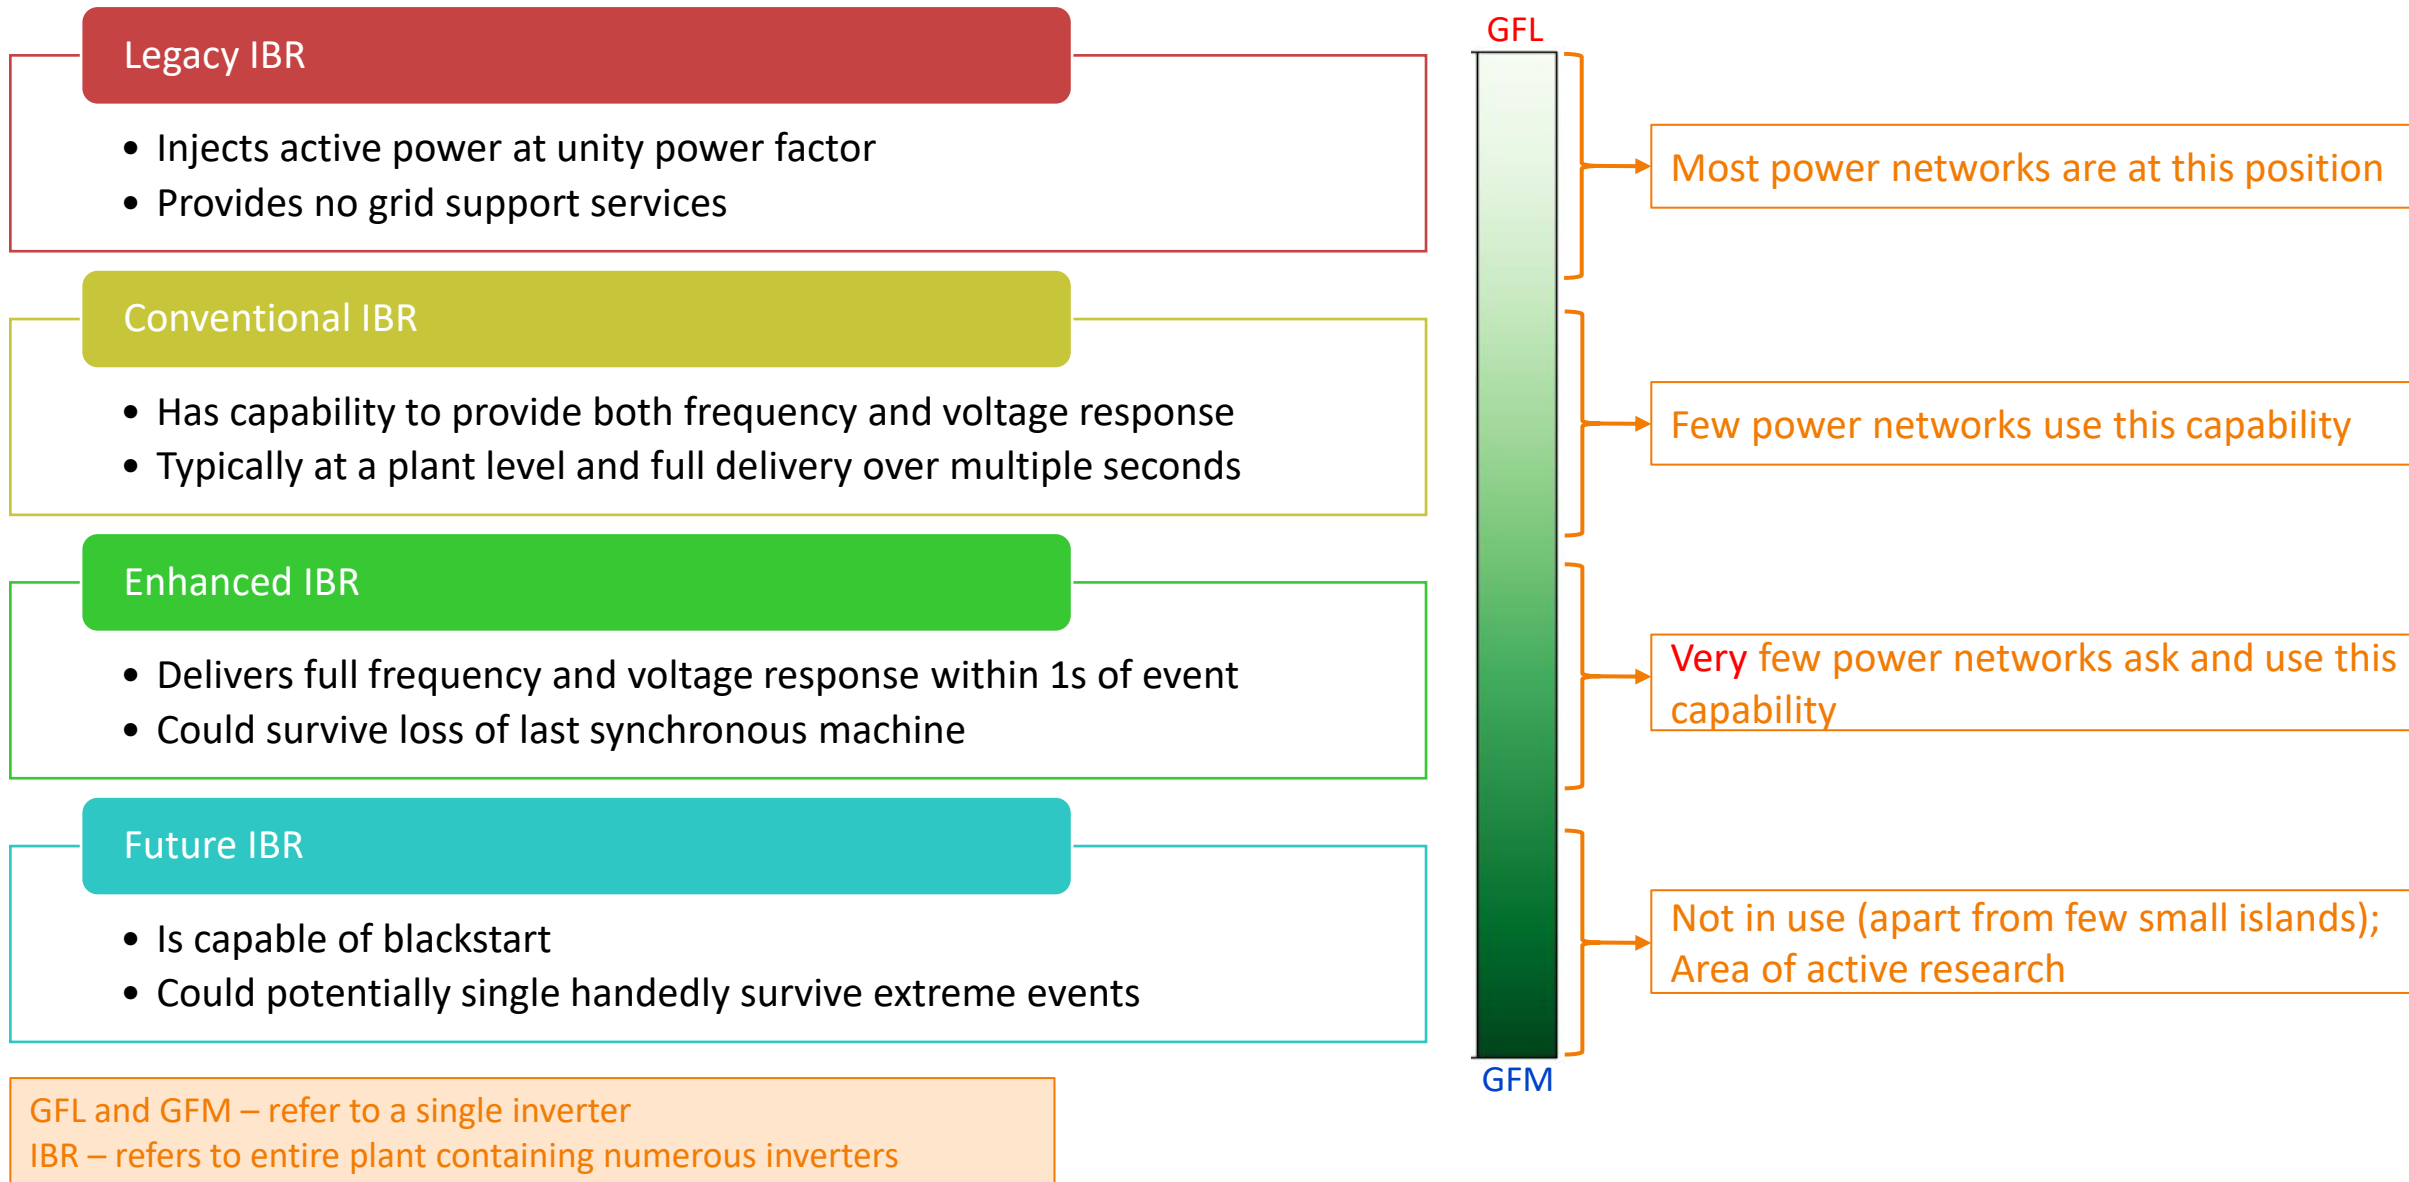 Legacy IBR
• Injects active power at unity power factor
• Provides no grid support services
Conventional IBR
• Has capability to provide both frequency and voltage response
• Typically at a plant level and full delivery over multiple seconds
Enhanced IBR
• Delivers full frequency and voltage response within 1s of event
• Could survive loss of last synchronous machine
Future IBR
• Is capable of blackstart
• Could potentially single handedly survive extreme events
GFL and GFM – refer to a single inverter
IBR – refers to entire plant containing numerous inverters
GFL
GFM
Most power networks are at this position
Few power networks use this capability
Very few power networks ask and use this
capability
Not in use (apart from few small islands);
Area of active research